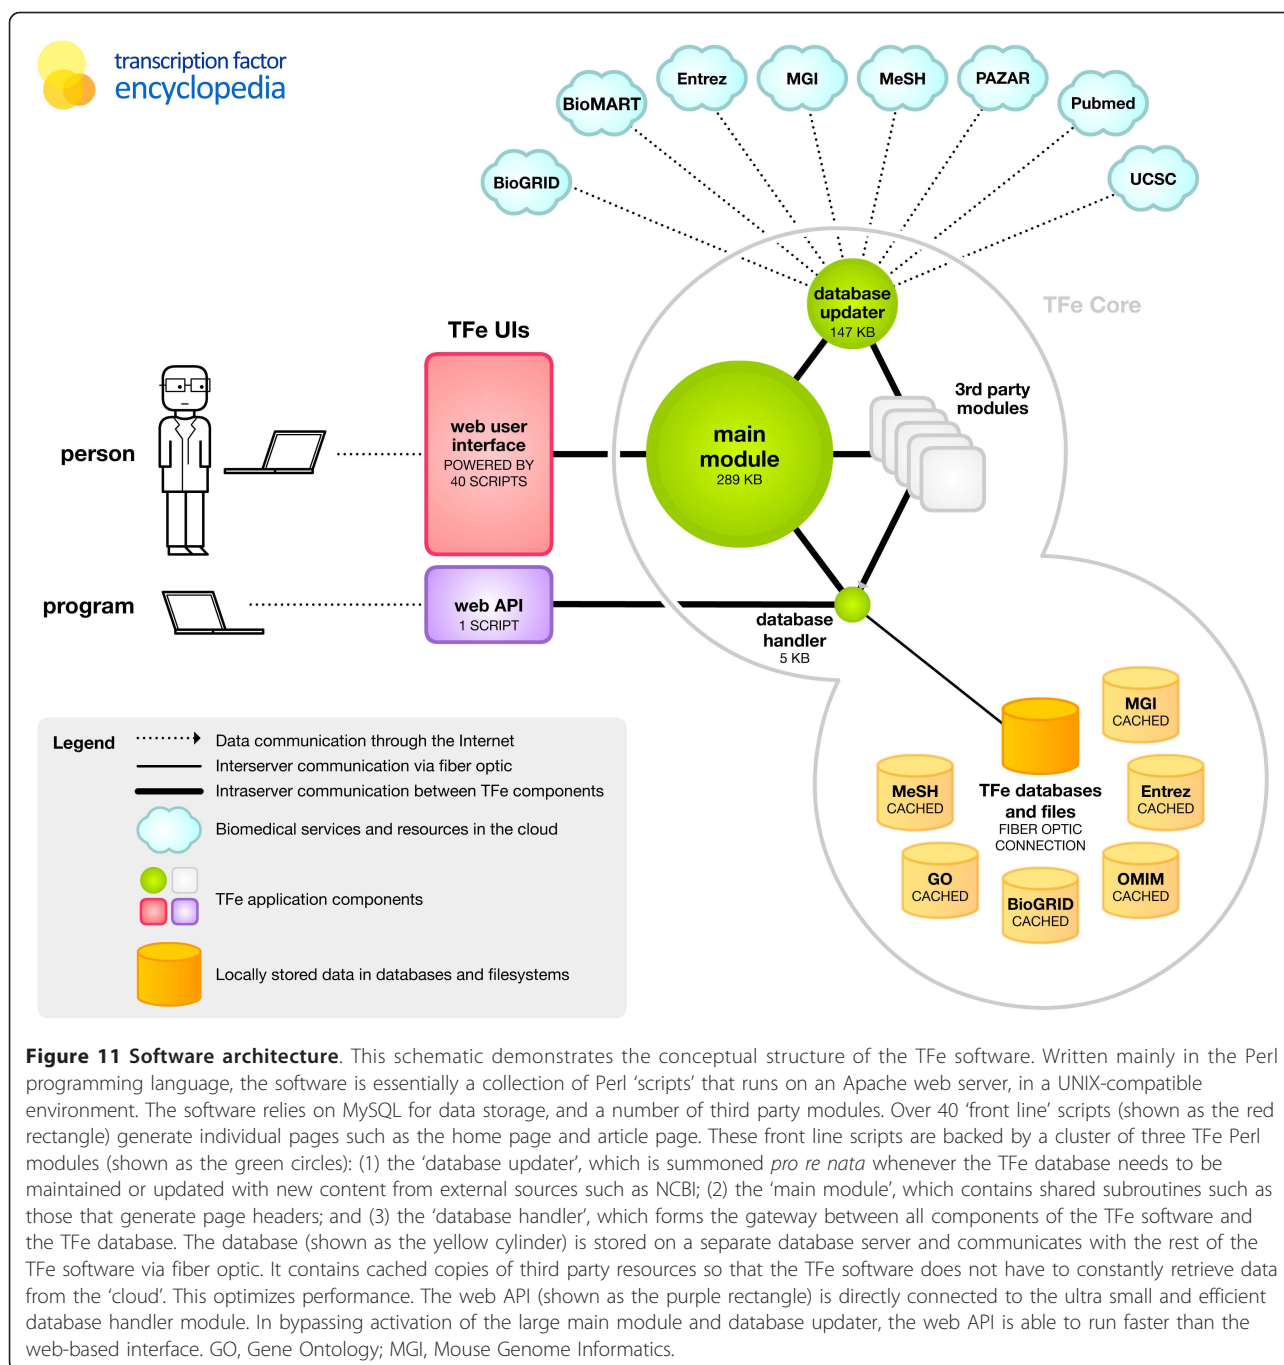 transcription factor
encyclopedia
BioGRID
BioMART
Entrez
MGI
MeSH
PAZAR
Pubmed
UCSC
TFe Core
database
updater
147 KB
TFe UIs
3rd party
modules
person
web user
interface
POWERED BY
40 SCRIPTS
main
module
289 KB
program
web API
1 SCRIPT
database
handler
5 KB
MGI
CACHED
MeSH
CACHED
TFe databases
and files
FIBER OPTIC
CONNECTION
Entrez
CACHED
GO
CACHED
BioGRID
CACHED
OMIM
CACHED
Legend
Data communication through the Internet
Interserver communication via fiber optic
Intraserver communication between TFe components
Biomedical services and resources in the cloud
TFe application components
Locally stored data in databases and filesystems
Figure 11 Software architecture. This schematic demonstrates the conceptual structure of the TFe software. Written mainly in the Perl
programming language, the software is essentially a collection of Perl ‘scripts’ that runs on an Apache web server, in a UNIX-compatible
environment. The software relies on MySQL for data storage, and a number of third party modules. Over 40 ‘front line’ scripts (shown as the red
rectangle) generate individual pages such as the home page and article page. These front line scripts are backed by a cluster of three TFe Perl
modules (shown as the green circles): (1) the ‘database updater’, which is summoned pro re nata whenever the TFe database needs to be
maintained or updated with new content from external sources such as NCBI; (2) the ‘main module’, which contains shared subroutines such as
those that generate page headers; and (3) the ‘database handler’, which forms the gateway between all components of the TFe software and
the TFe database. The database (shown as the yellow cylinder) is stored on a separate database server and communicates with the rest of the
TFe software via fiber optic. It contains cached copies of third party resources so that the TFe software does not have to constantly retrieve data
from the ‘cloud’. This optimizes performance. The web API (shown as the purple rectangle) is directly connected to the ultra small and efficient
database handler module. In bypassing activation of the large main module and database updater, the web API is able to run faster than the
web-based interface. GO, Gene Ontology; MGI, Mouse Genome Informatics.